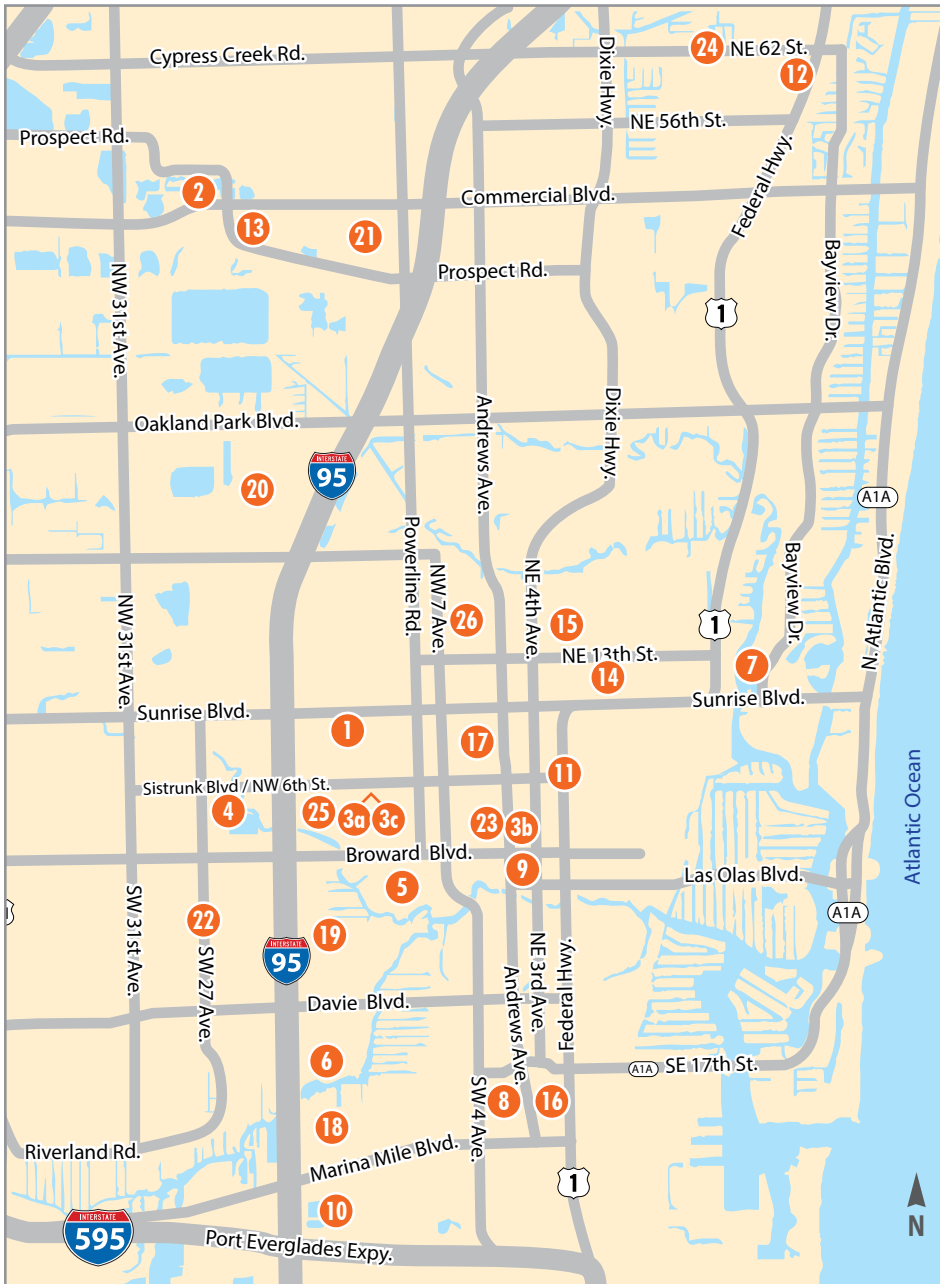 Cypress Creek Rd.
Dixie Hwy.
24
NE 62 St.
12
NE 56th St.
Prospect Rd.
Federal Hwy.
2
Commercial Blvd.
13
21
Bayview Dr.
NW 31st Ave.
Prospect Rd.
1
Andrews Ave.
Dixie Hwy.
Oakland Park Blvd.
INTERSTATE
95
20
A1A
Powerline Rd.
N. Atlantic Blvd.
Bayview Dr.
NW 7 Ave.
NE 4th Ave.
NW 31st Ave.
26
15
1
NE 13th St.
7
14
Sunrise Blvd.
Sunrise Blvd.
1
17
11
Sistrunk Blvd / NW 6th St.
4
25
3a
3c
23
3b
Atlantic Ocean
Broward Blvd.
9
5
Las Olas Blvd.
SW 31st Ave.
22
A1A
19
SW 27 Ave.
INTERSTATE
95
NE 3rd Ave.
Federal Hwy.
Andrews Ave.
Davie Blvd.
6
A1A
SE 17th St.
SW 4 Ave.
8
16
18
Riverland Rd.
Marina Mile Blvd.
1
10
INTERSTATE
595
Port Everglades Expy.
N